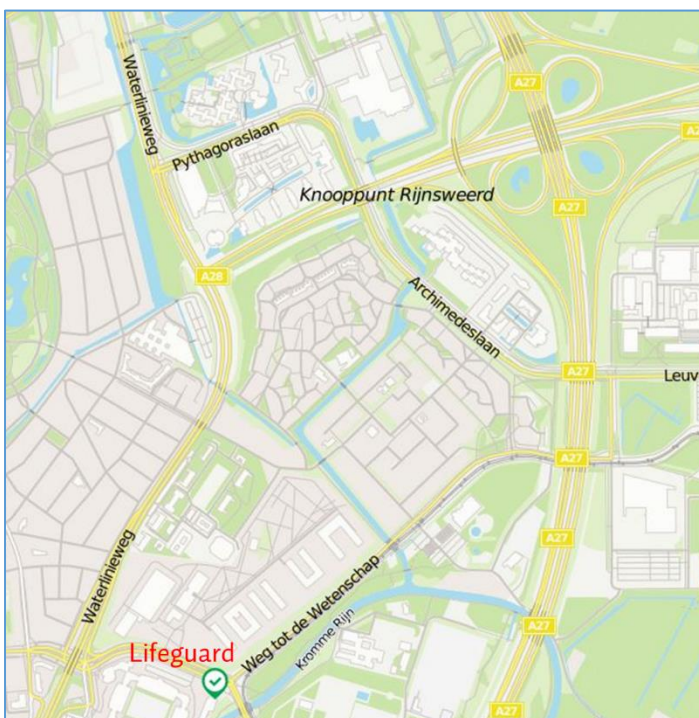 A27
Waterlinieweg
Pythagoraslaan
Knooppunt Rijnsweerd
A27
A28
Archimedeslaan
A27
Leuv
A27
A27
Waterlinieweg
Weg tot de Wetenschap
Kromme Rijn
A27
Lifeguard